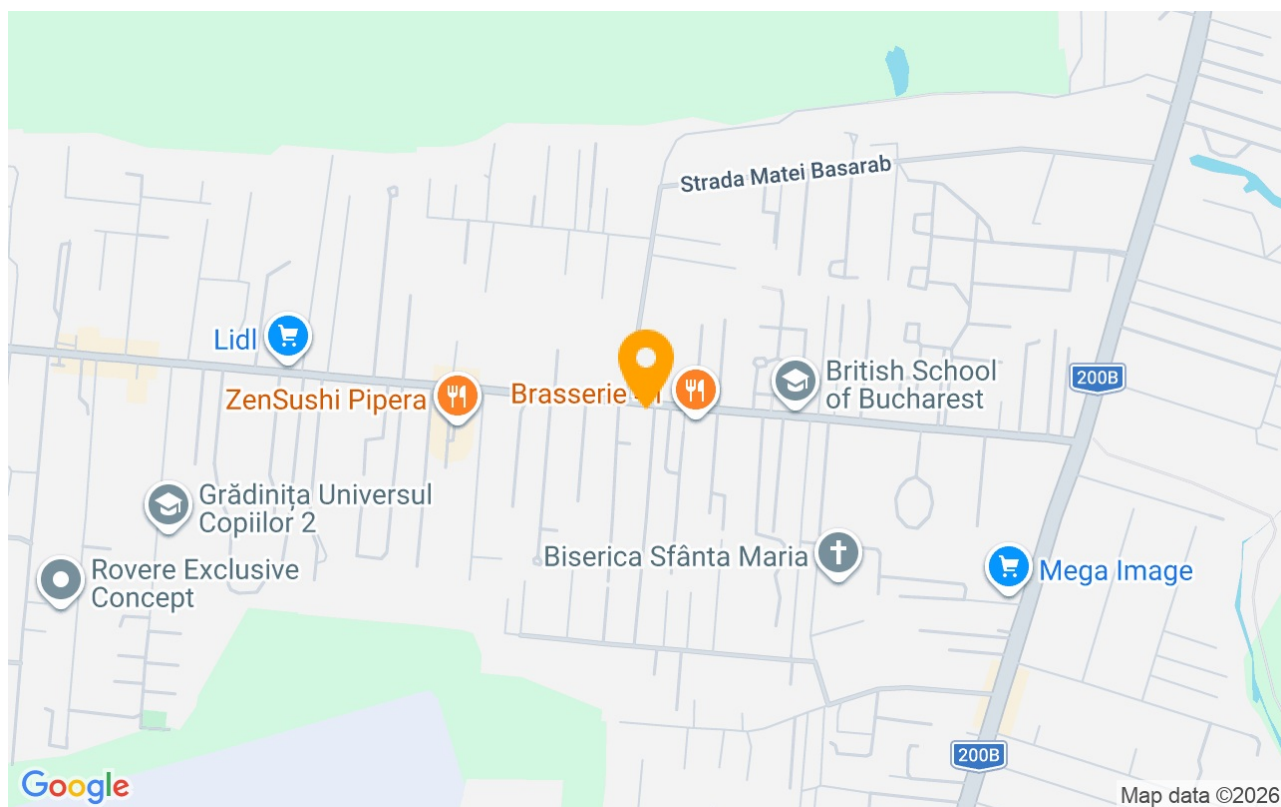 Strada Matei Basarab
Lidl
ZenSushi Pipera
Brasserie
British School
of Bucharest
200B
Grădinița Universul
Copiilor 2
Biserica Sfânta Maria
Rovere Exclusive
Concept
Mega Image
200B
Google
Map data ©2026